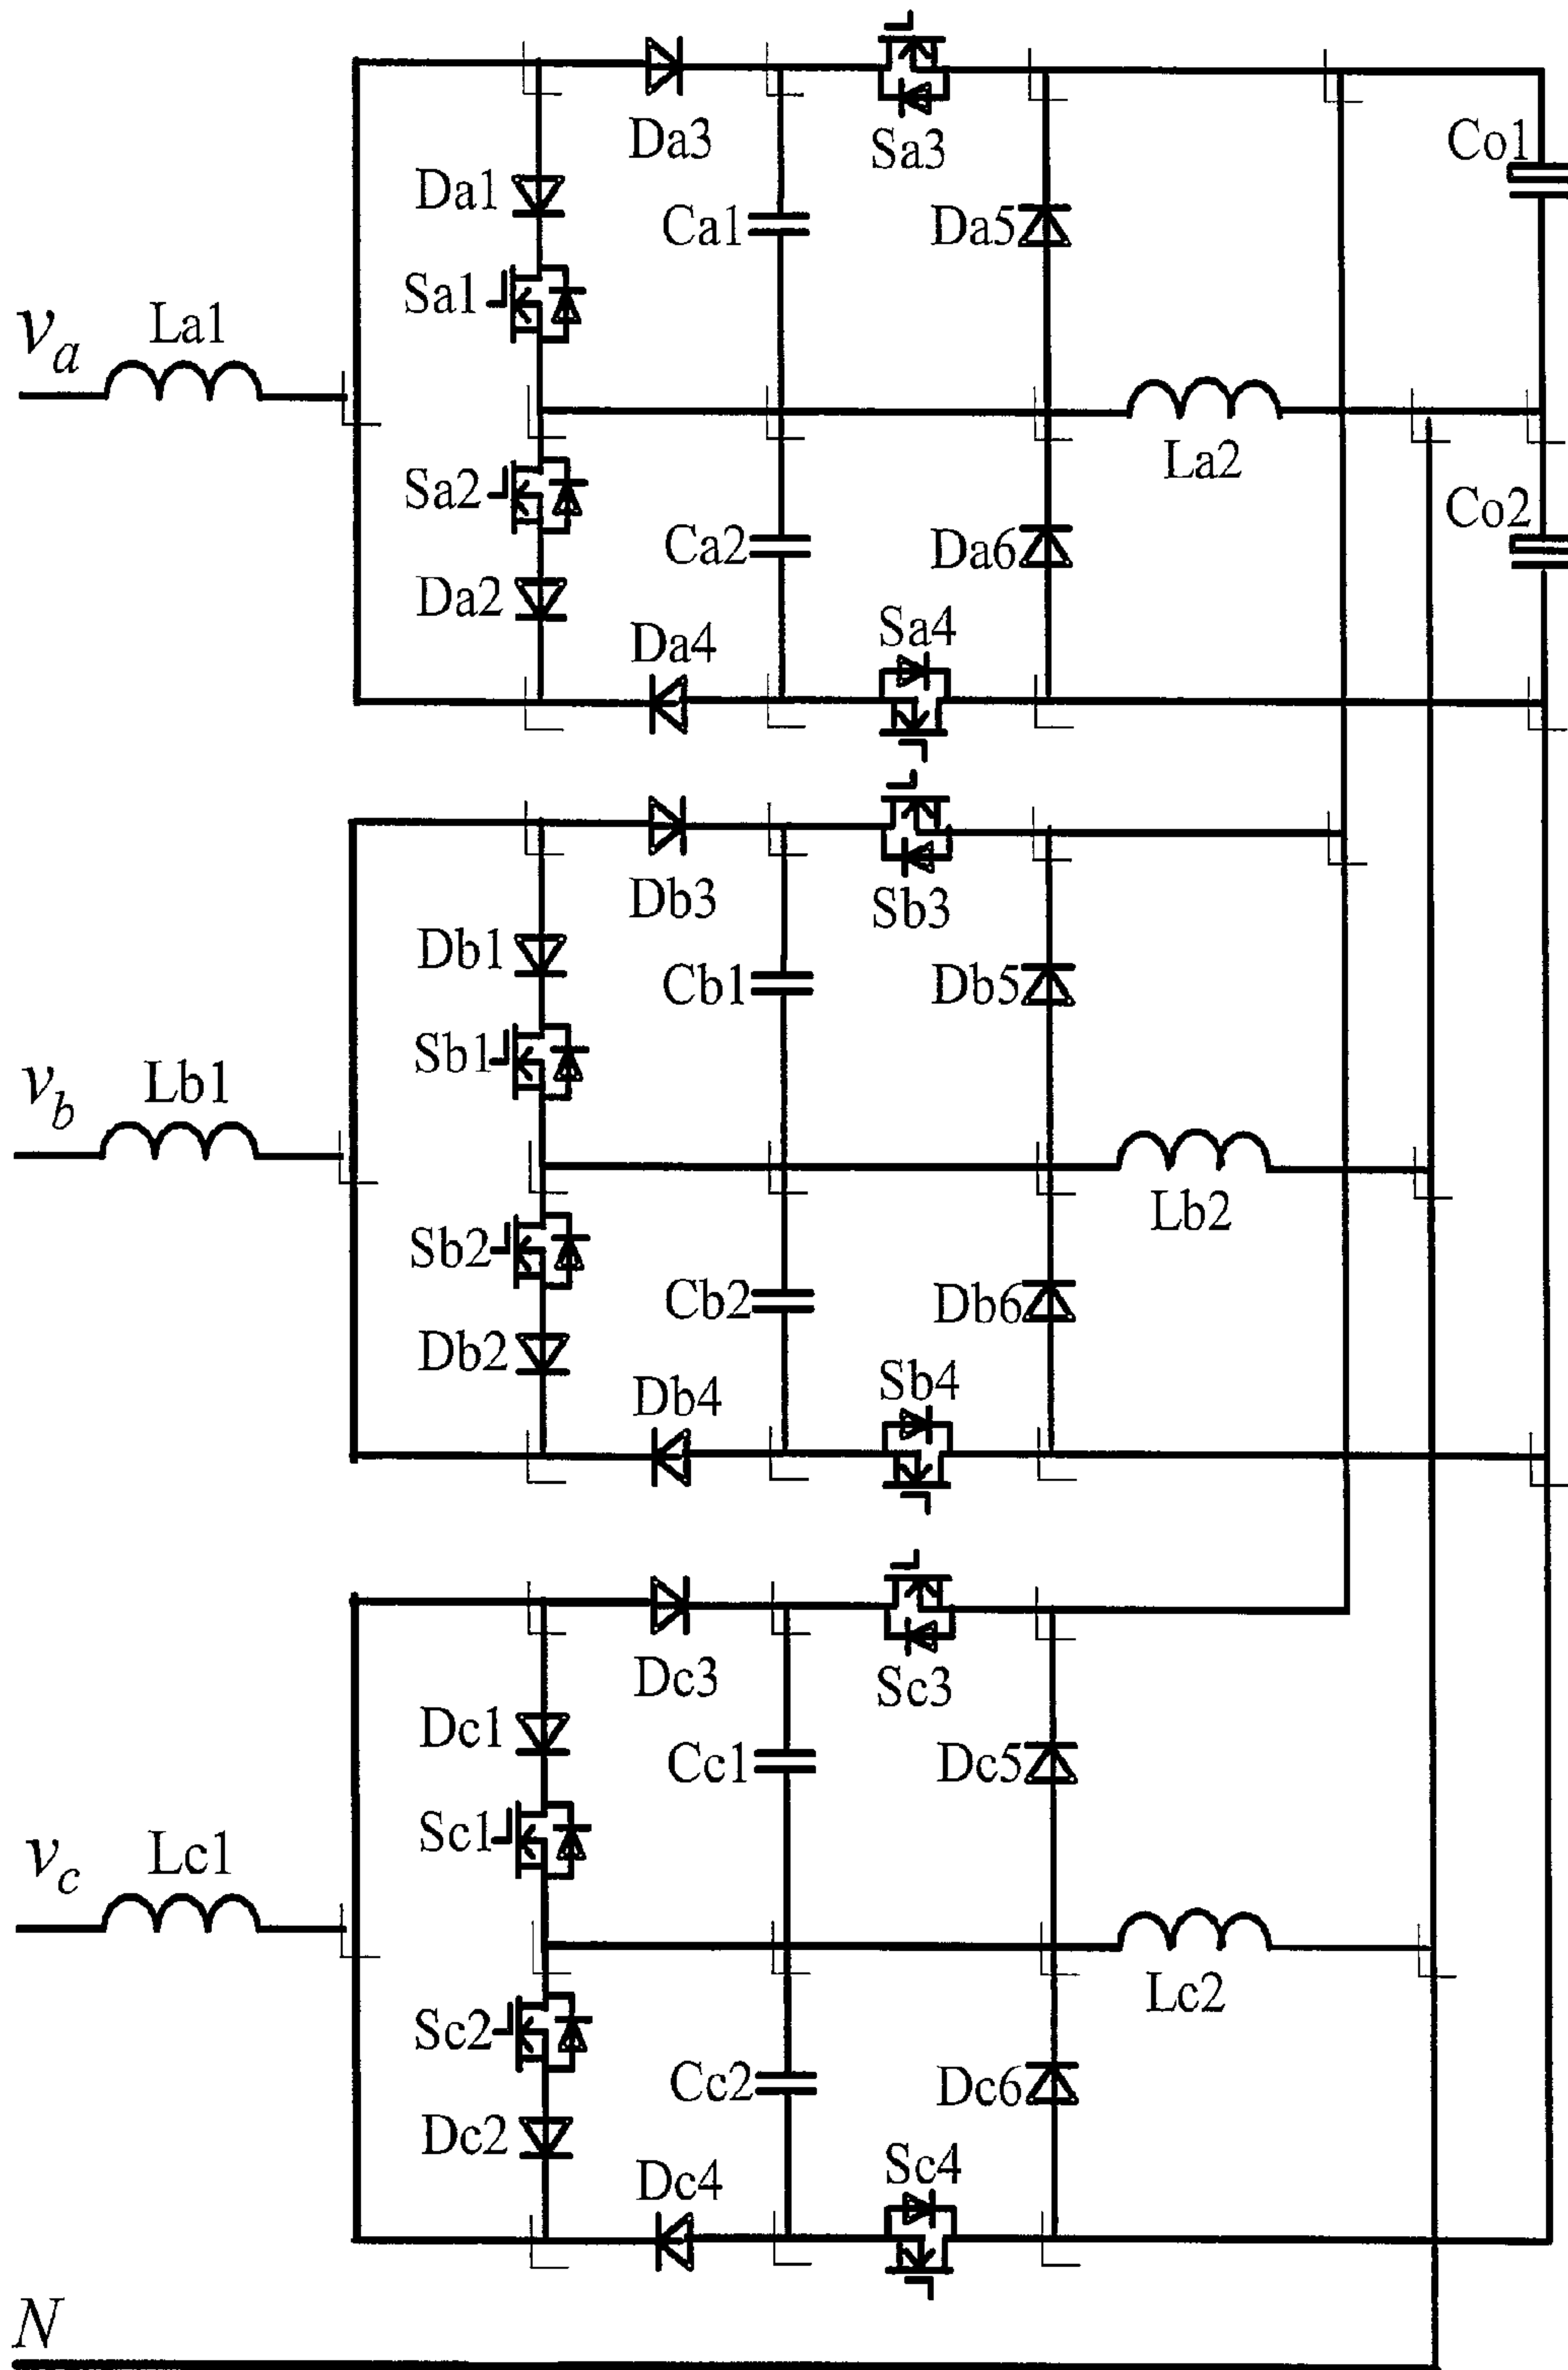 Da3
Sa3
Co1
Da1
Ca1
Da5
Sa1
va
La1
La2
Sa2
Co2
Ca2
Da6
Da2
Sa4
Da4
Db3
Sb3
Db1
Cb1
Db5
Sb1
vb
Lb1
Lb2
Sb2
Cb2
Db6
Db2
Sb4
Db4
Dc3
Sc3
Dc1
Cc1
Dc5
Sc1
vc
Lc1
Lc2
Sc2
Cc2
Dc6
Dc2
Sc4
Dc4
N